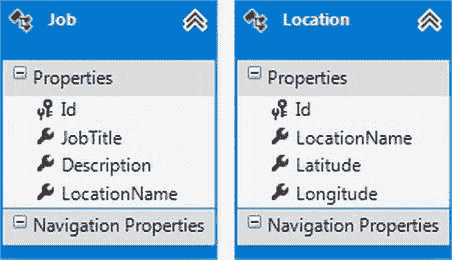 Job
Properties
Id
JobTitle
Description
LocationName
Navigation Properties
Location
Properties
Id
LocationName
Latitude
Longitude
Navigation Properties